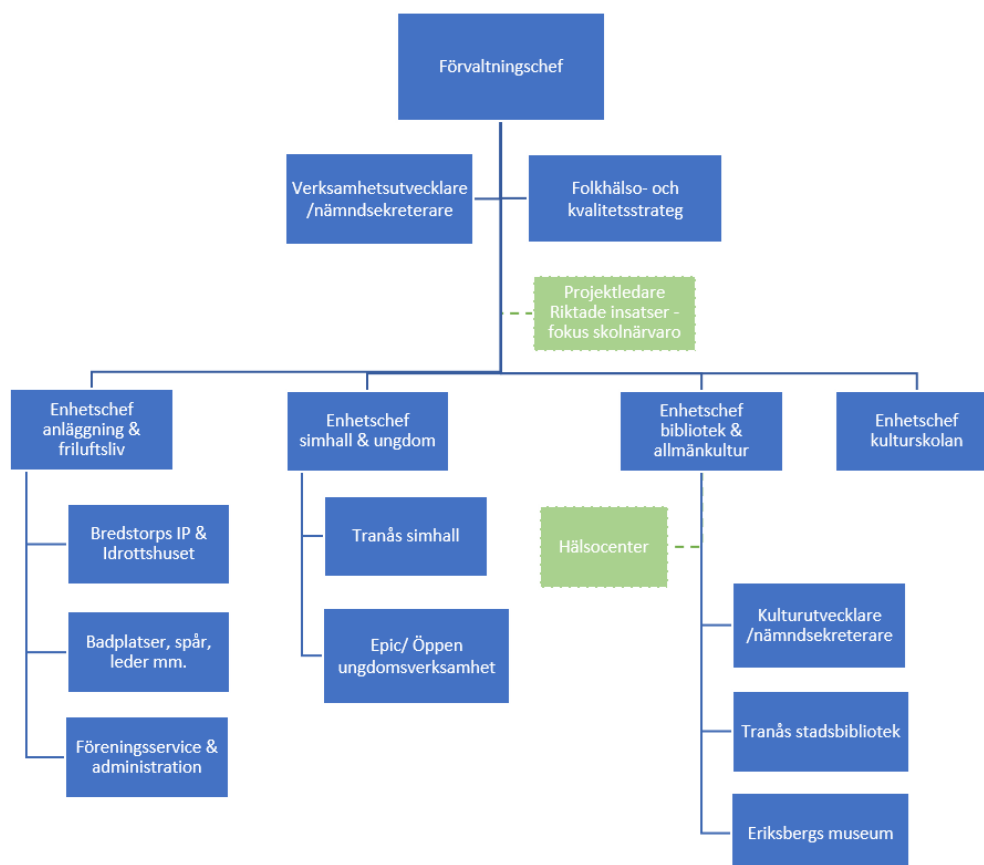 Förvaltningschef
Verksamhetsutvecklare
/nämndsekreterare
Folkhälso- och
kvalitetsstrateg
Projektledare
Riktade insatser -
fokus skolnärvaro
Enhetschef
anläggning &
friluftsliv
Enhetschef
simhall & ungdom
Enhetschef
bibliotek &
allmänkultur
Enhetschef
kulturskolan
Bredstorps IP &
Idrottshuset
Badplatser, spår,
leder mm.
Föreningsservice &
administration
Tranås simhall
Epic/ Öppen
ungdomsverksamhet
Hälsocenter
Kulturutvecklare
/nämndsekreterare
Tranås stadsbibliotek
Eriksbergs museum